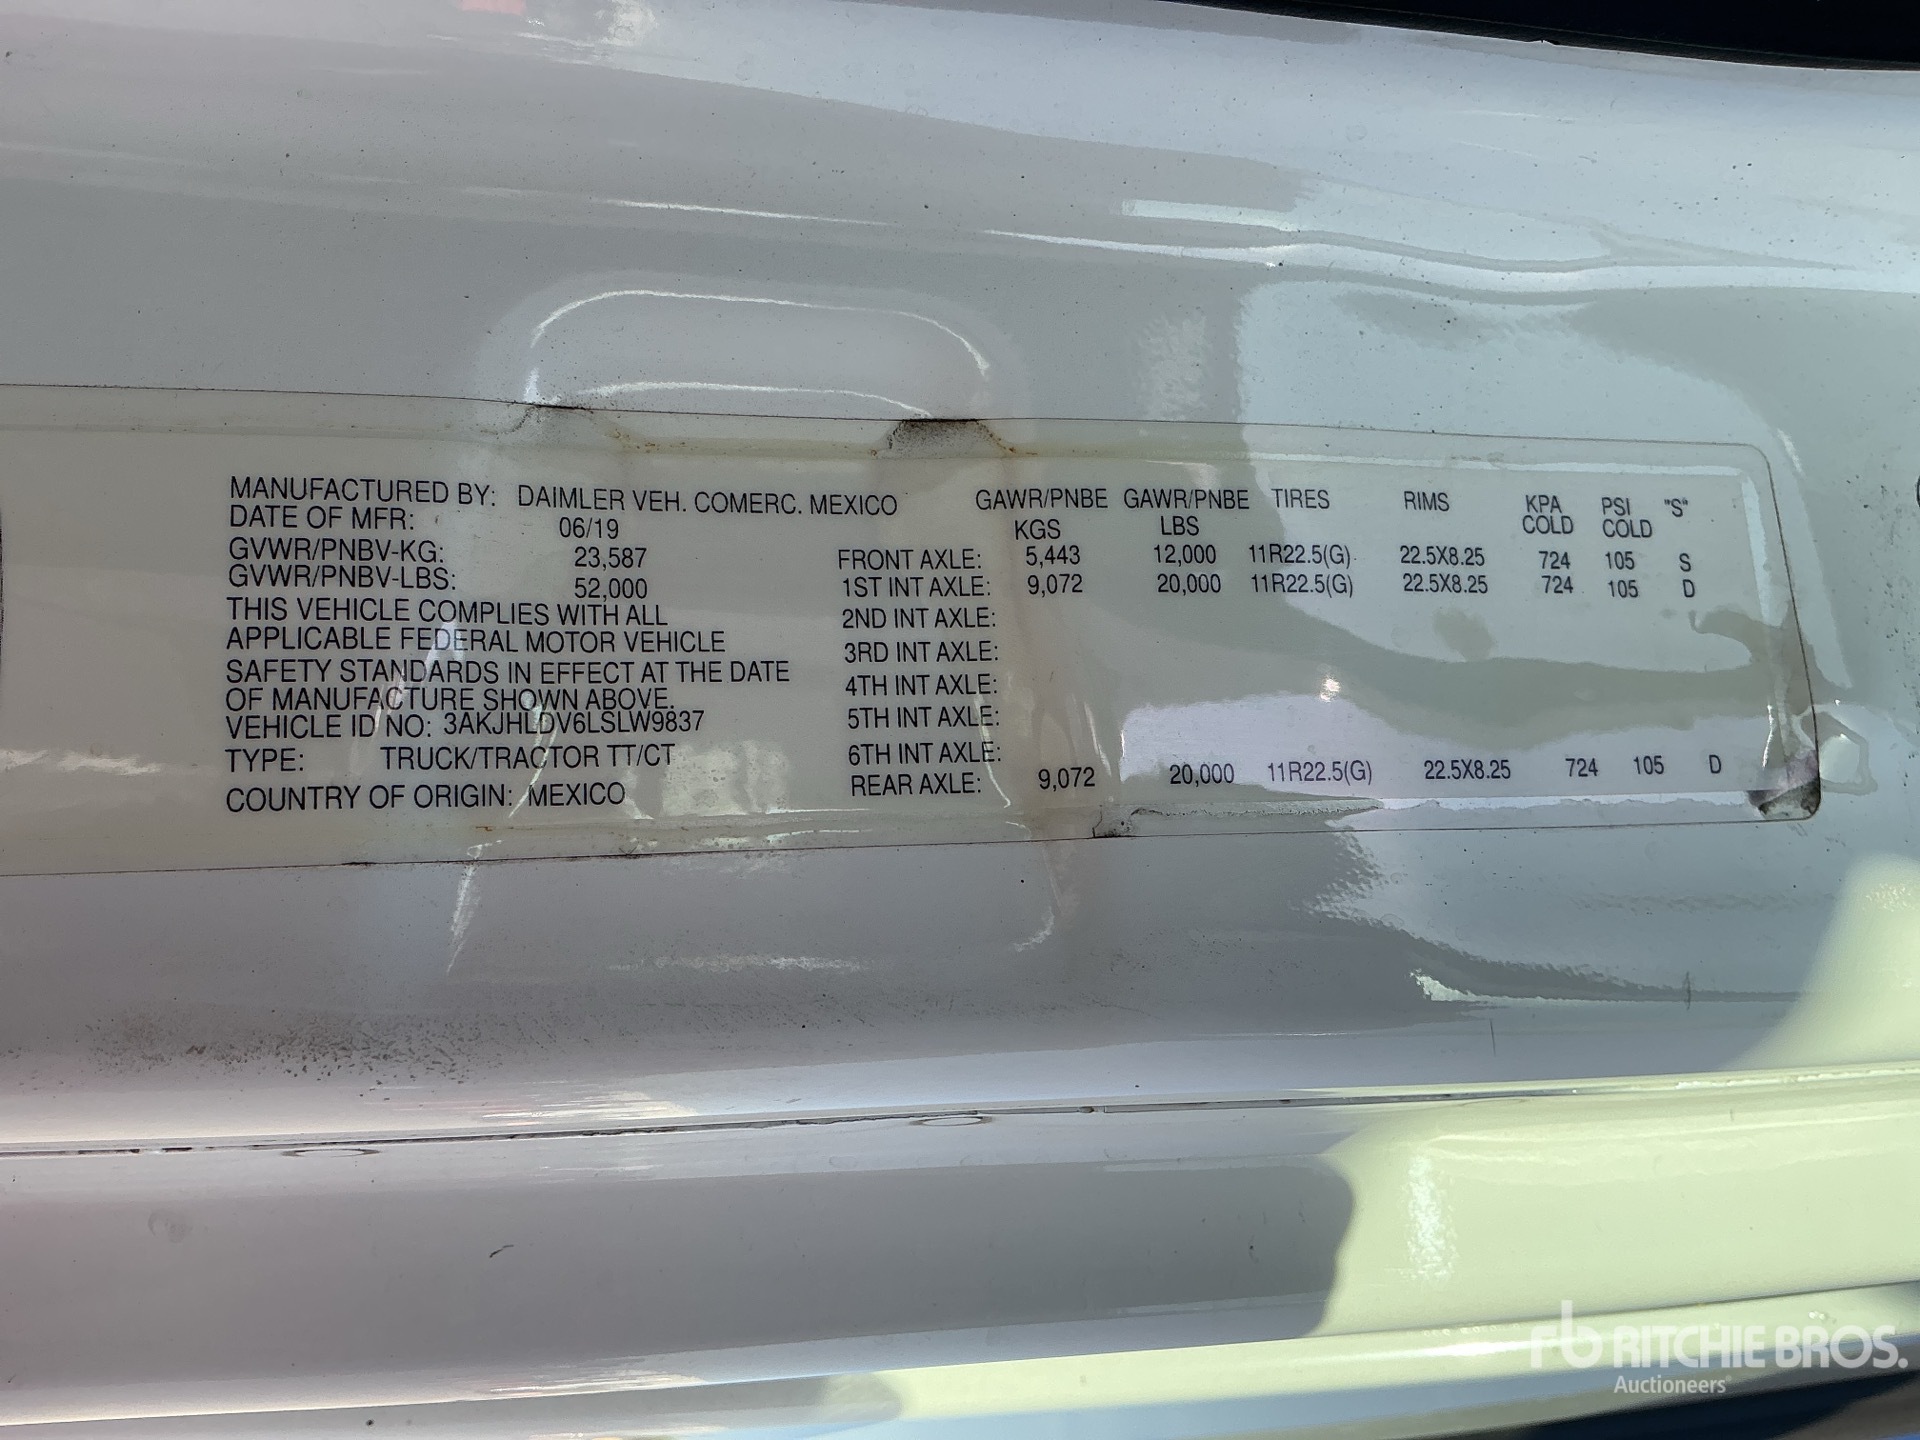 MANUFACTURED BY: DAIMLER VEH. COMERC. MEXICO
DATE OF MFR: 06/19
GVWR/PNBV-KG: 23,587
GVWR/PNBV-LBS: 52,000
THIS VEHICLE COMPLIES WITH ALL
APPLICABLE FEDERAL MOTOR VEHICLE
SAFETY STANDARDS IN EFFECT AT THE DATE
OF MANUFACTURE SHOWN ABOVE.
VEHICLE ID NO: 3AKJHLDV6LSLW9837
TYPE: TRUCK/TRACTOR TT/CT
COUNTRY OF ORIGIN: MEXICO
GAWR/PNBE GAWR/PNBE TIRES RIMS KPA PSI "S"
KGS LBS COLD COLD
FRONT AXLE: 5,443 12,000 11R22.5(G) 22.5X8.25 724 105 S
1ST INT AXLE: 9,072 20,000 11R22.5(G) 22.5X8.25 724 105 D
2ND INT AXLE:
3RD INT AXLE:
4TH INT AXLE:
5TH INT AXLE:
6TH INT AXLE:
REAR AXLE: 9,072 20,000 11R22.5(G) 22.5X8.25 724 105 D
rb RITCHIE BROS.
Auctioneers